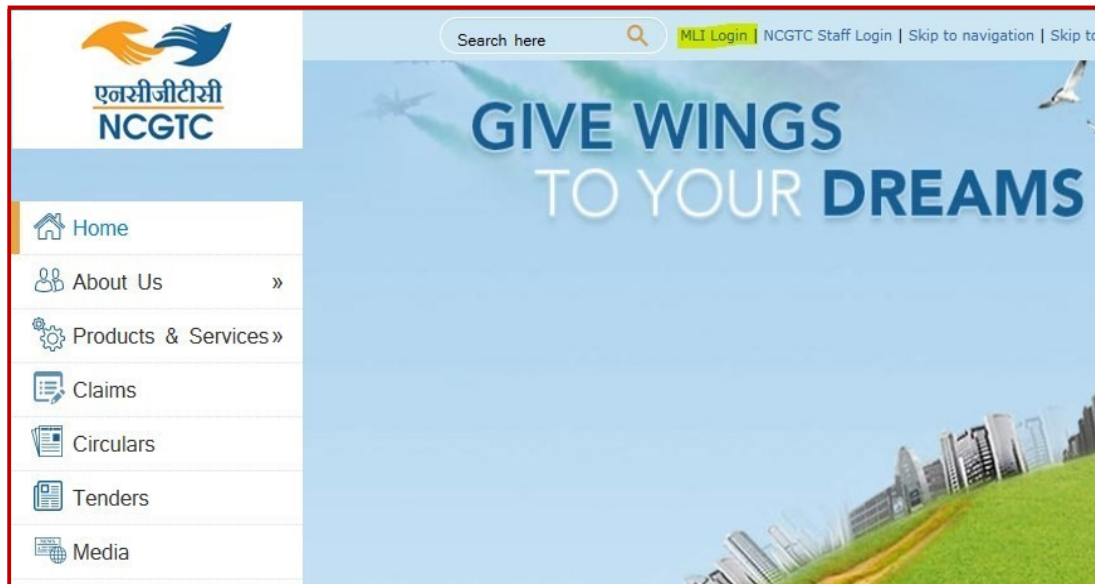 एनसीजीटीसी
NCGTC
Search here
MLI Login | NCGTC Staff Login | Skip to navigation | Skip to
GIVE WINGS
TO YOUR DREAMS
Home
About Us »
Products & Services »
Claims
Circulars
Tenders
Media